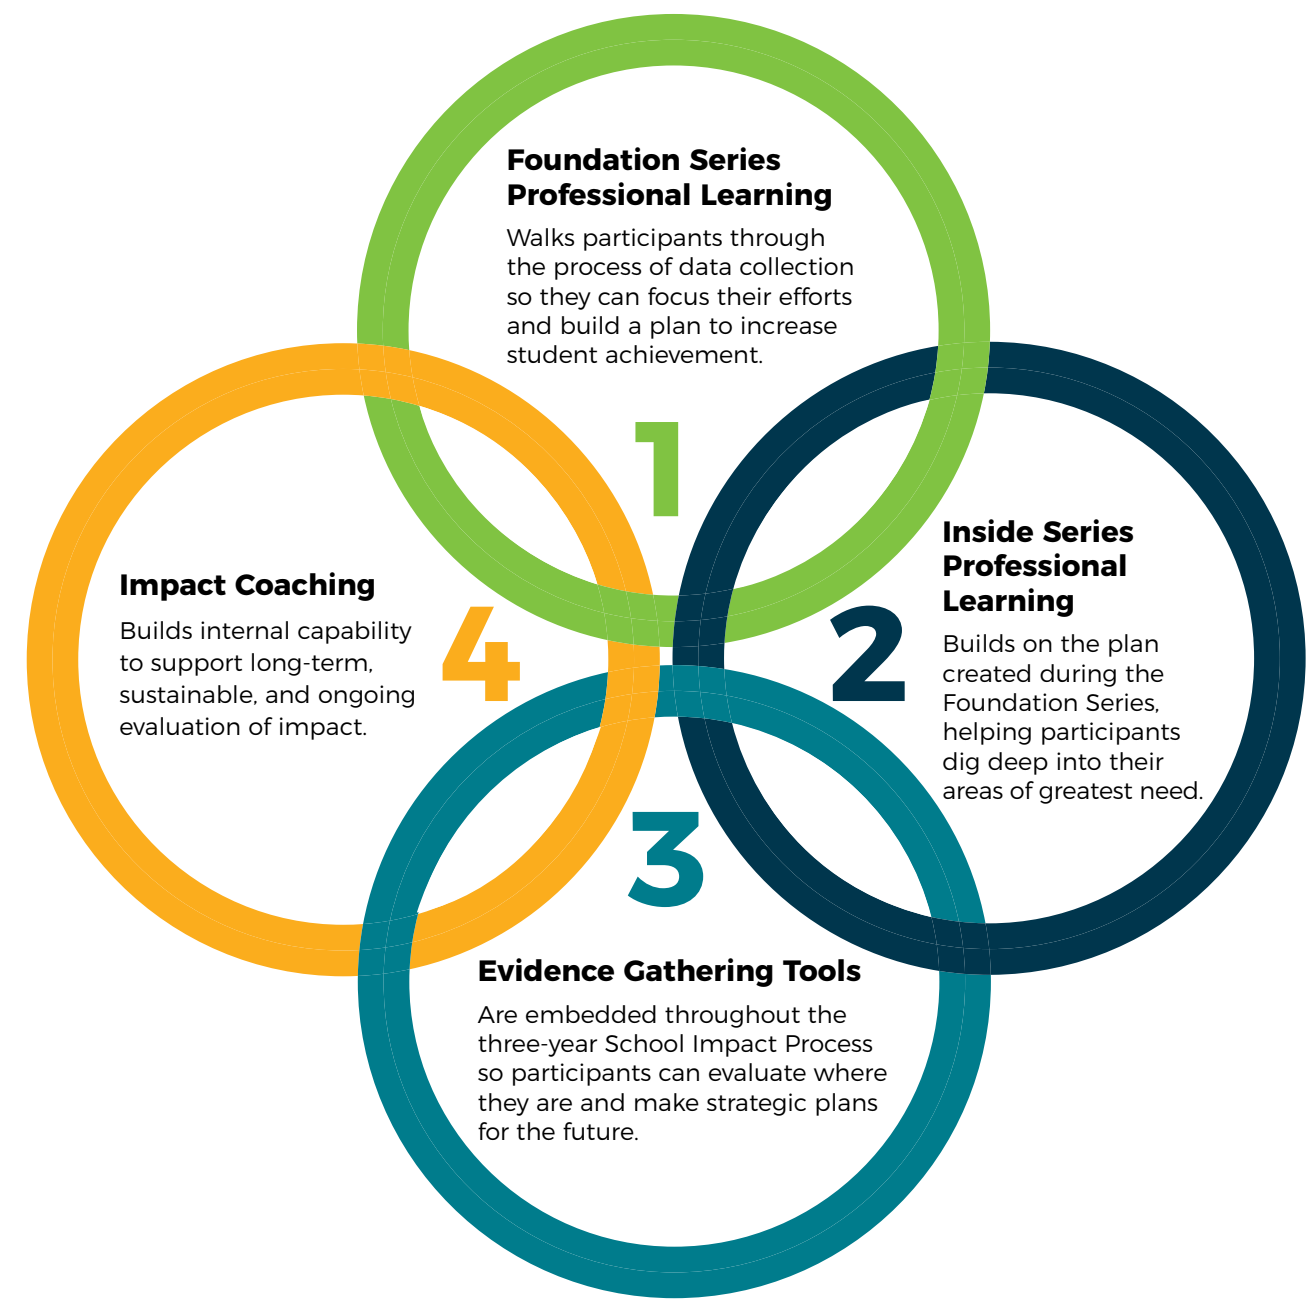 Foundation Series
Professional Learning
Walks participants through
the process of data collection
so they can focus their efforts
and build a plan to increase
student achievement.
1
Inside Series
Professional
Learning
Builds on the plan
created during the
Foundation Series,
helping participants
dig deep into their
areas of greatest need.
2
3
Evidence Gathering Tools
Are embedded throughout the
three-year School Impact Process
so participants can evaluate where
they are and make strategic plans
for the future.
Impact Coaching
Builds internal capability
to support long-term,
sustainable, and ongoing
evaluation of impact.
4